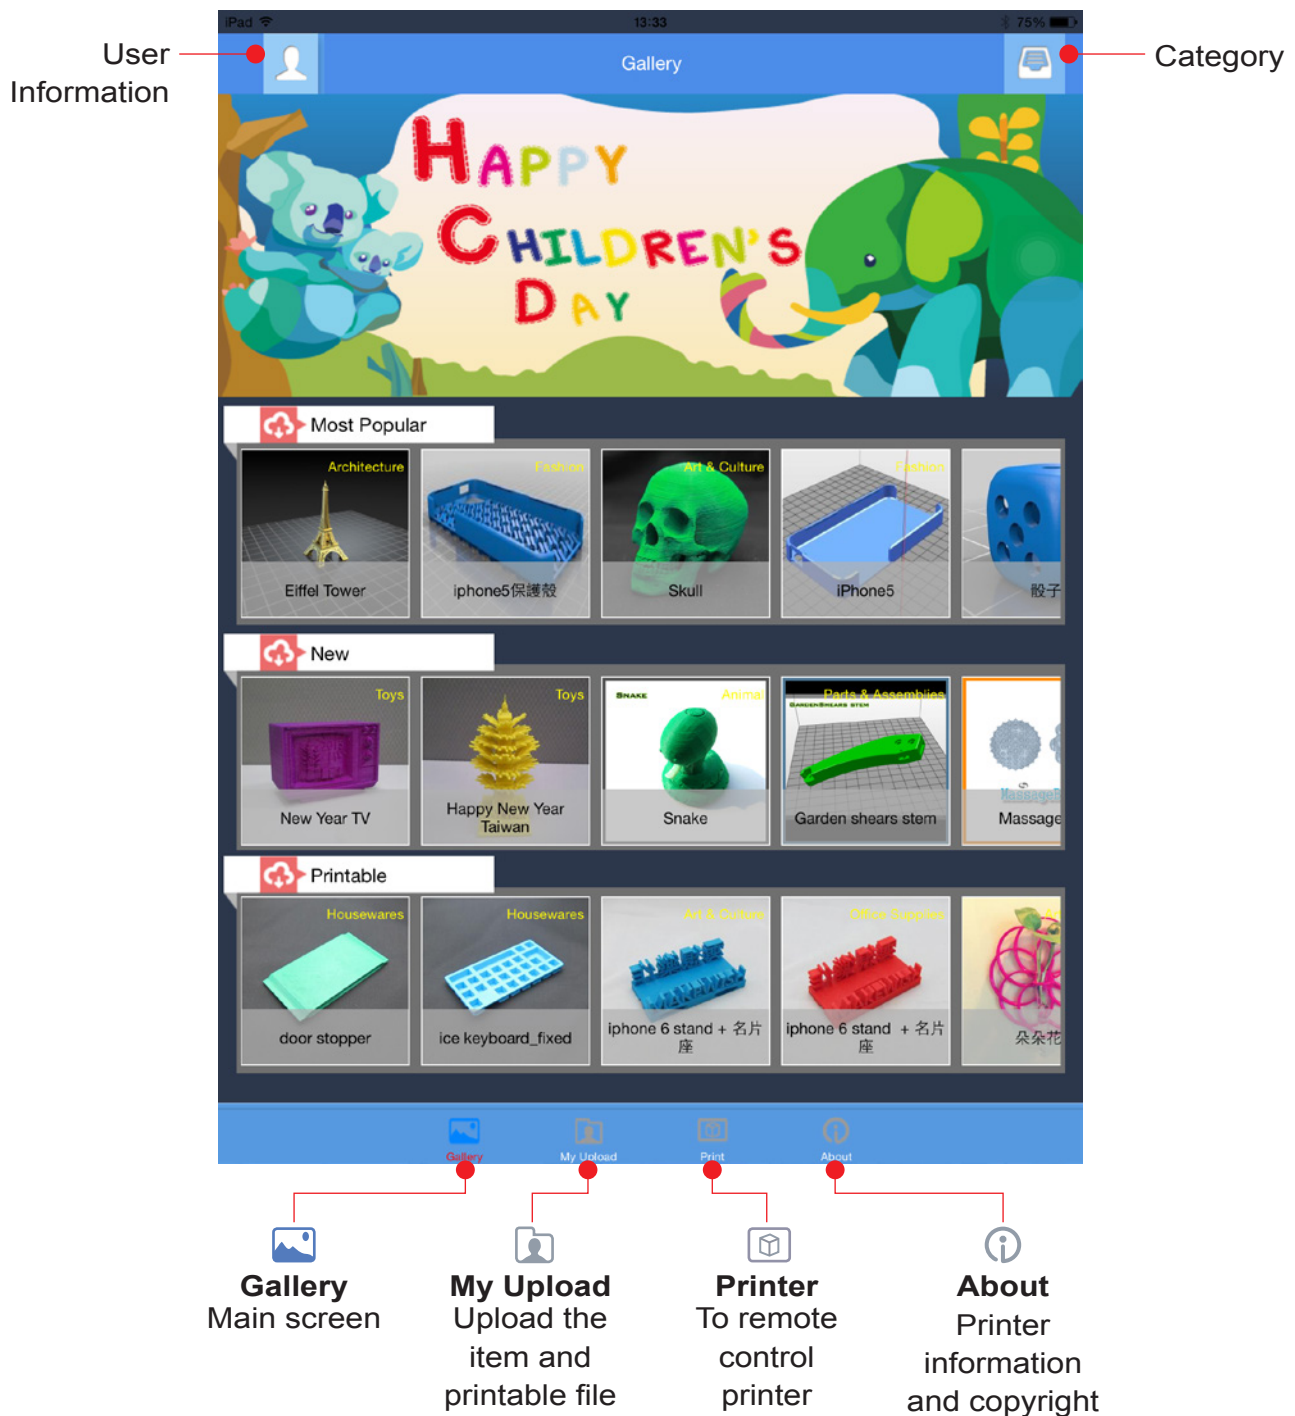 iPad
13:33
75%
User
Information
Gallery
Category
HAPPY
CHILDREN'S
DAY
Most Popular
Architecture
Fashion
Art & Culture
Fashion
Eiffel Tower
iphone5保護殼
Skull
iPhone5
骰子
New
Toys
Toys
SNAKE
Animal
Parts & Assemblies
GARDENSHEARS STEM
New Year TV
Happy New Year
Taiwan
Snake
Garden shears stem
Massage
Printable
Housewares
Housewares
Art & Culture
Office Supplies
door stopper
ice keyboard_fixed
iphone 6 stand + 名片
座
iphone 6 stand + 名片
座
朵朵花
Gallery
My Upload
Print
About
Gallery
Main screen
My Upload
Upload the
item and
printable file
Printer
To remote
control
printer
About
Printer
information
and copyright